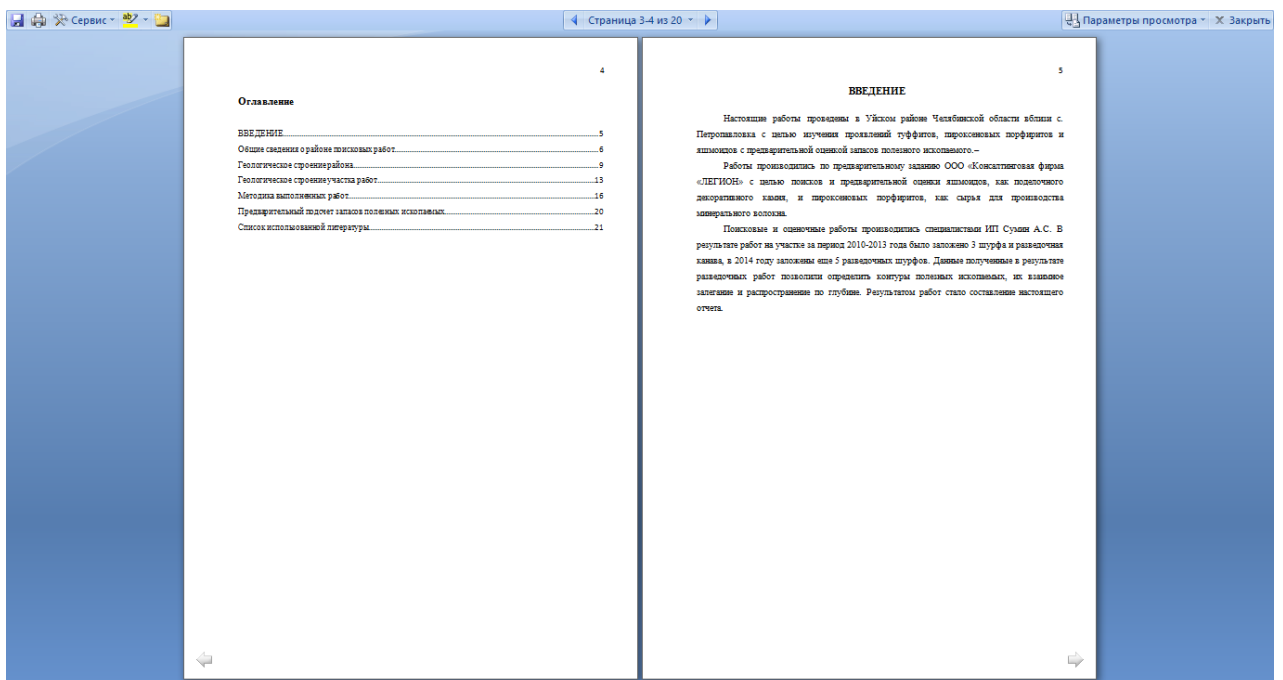 Сервис
Страница 3-4 из 20
Параметры просмотра
Закрыть
4
Оглавление
ВВЕДЕНИЕ...5
Общие сведения о районе поисковых работ...6
Геологическое строение района...9
Геологическое строение участка работ...13
Методика выполненных работ...16
Предварительный подсчет запасов полезных ископаемых...20
Список использованной литературы...21
5
ВВЕДЕНИЕ
Настоящие работы проведены в Уйском районе Челябинской области вблизи с.
Петропавловка с целью изучения проявлений туффитов, пироксеновых порфиритов и
яшмоидов с предварительной оценкой запасов полезного ископаемого.–
Работы производились по предварительному заданию ООО «Консалтинговая фирма
«ЛЕГИОН» с целью поисков и предварительной оценки яшмоидов, как поделочного
декоративного камня, и пироксеновых порфиритов, как сырья для производства
минерального волокна.
Поисковые и оценочные работы производились специалистами ИП Сумин А.С. В
результате работ на участке за период 2010-2013 года было заложено 3 шурфа и разведочная
канава, в 2014 году заложены еще 5 разведочных шурфов. Данные полученные в результате
разведочных работ позволили определить контуры полезных ископаемых, их взаимное
залегание и распространение по глубине. Результатом работ стало составление настоящего
отчета.